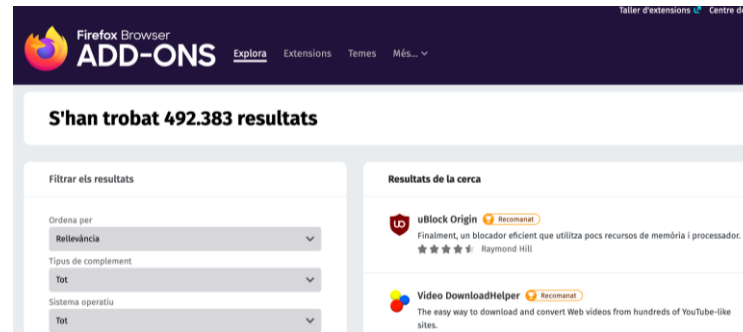 Taller d'extensions
Firefox Browser
ADD-ONS
Explora
Extensions
Temes
Més...
S'han trobat 492.383 resultats
Filtrar els resultats
Ordena per
Rellevància
Tipus de complement
Tot
Sistema operatiu
Tot
Resultats de la cerca
uBlock Origin
Recomanat
Finalment, un blocador eficient que utilitza pocs recursos de memòria i processador.
Raymond Hill
Video DownloadHelper
Recomanat
The easy way to download and convert Web videos from hundreds of YouTube-like
sites.